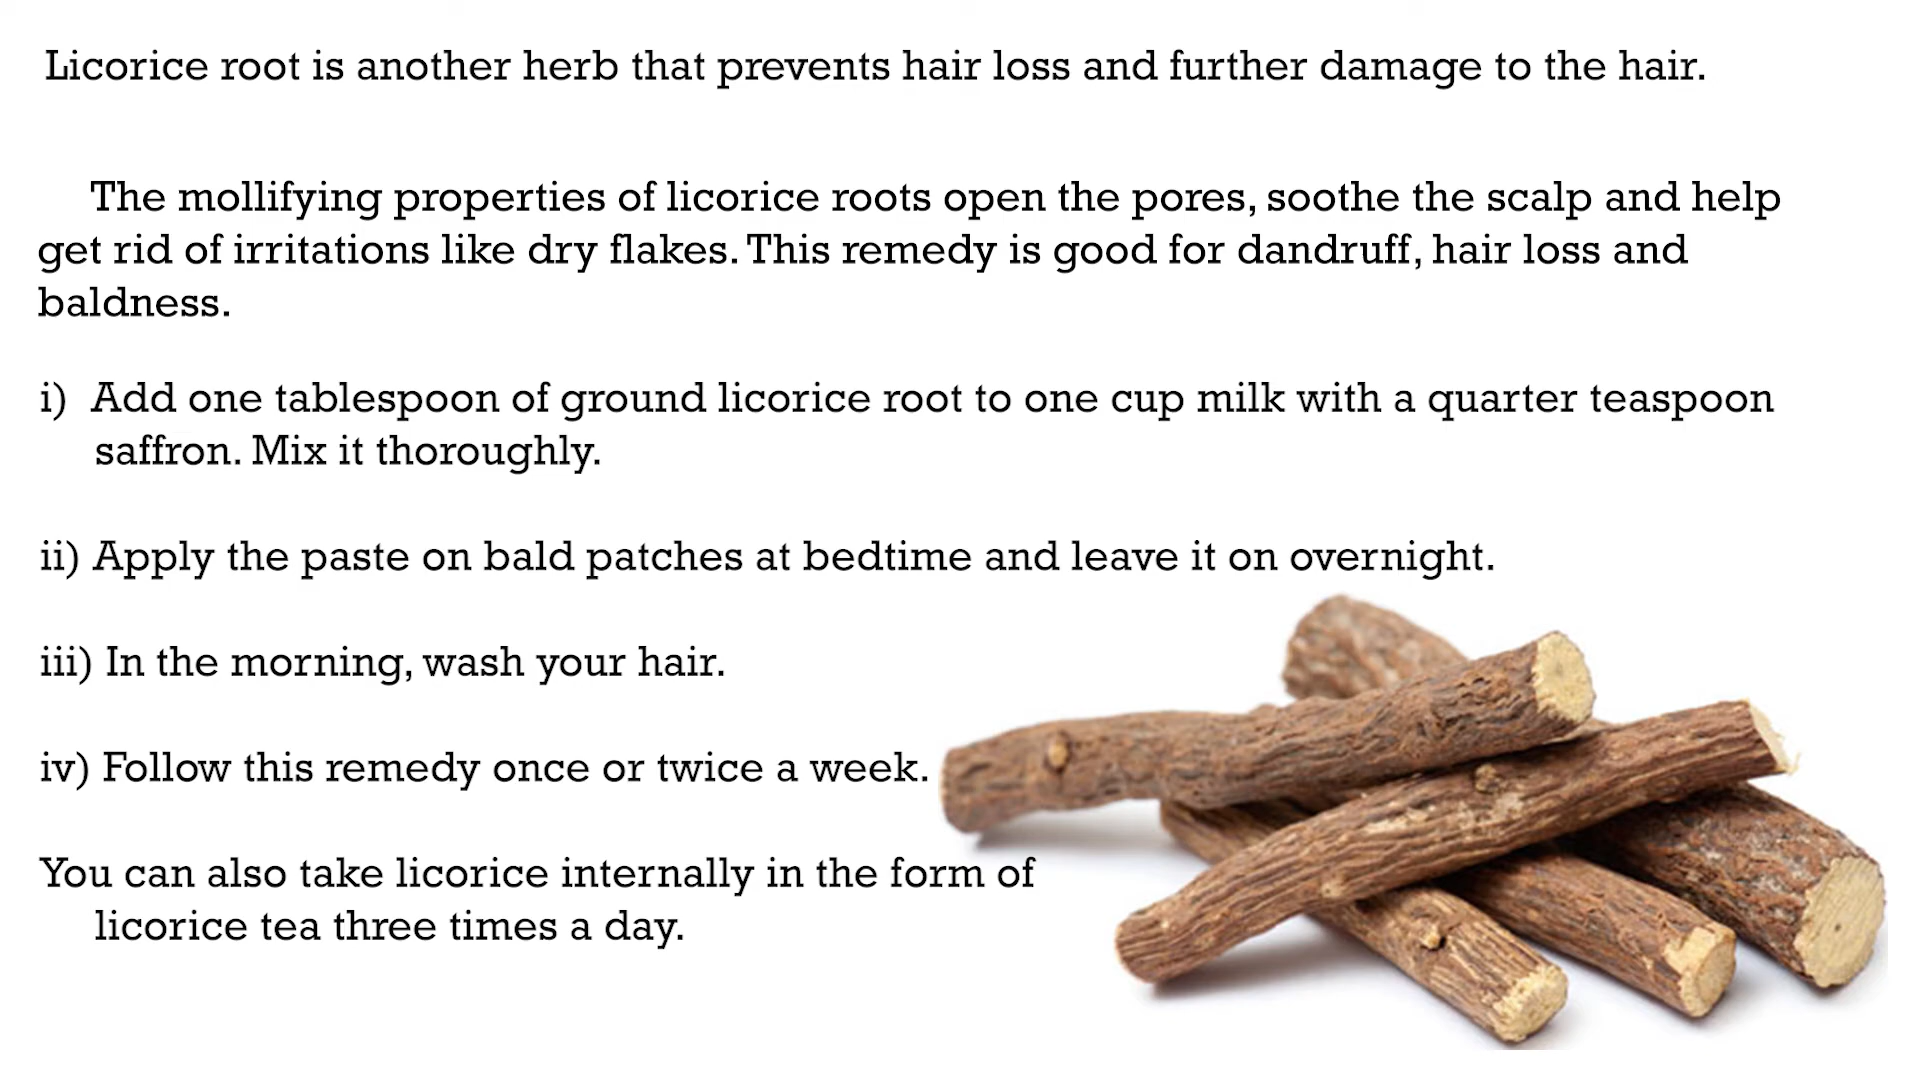 Licorice root is another herb that prevents hair loss and further damage to the hair.
The mollifying properties of licorice roots open the pores, soothe the scalp and help
get rid of irritations like dry flakes. This remedy is good for dandruff, hair loss and
baldness.
i) Add one tablespoon of ground licorice root to one cup milk with a quarter teaspoon
saffron. Mix it thoroughly.
ii) Apply the paste on bald patches at bedtime and leave it on overnight.
iii) In the morning, wash your hair.
iv) Follow this remedy once or twice a week.
You can also take licorice internally in the form of
licorice tea three times a day.